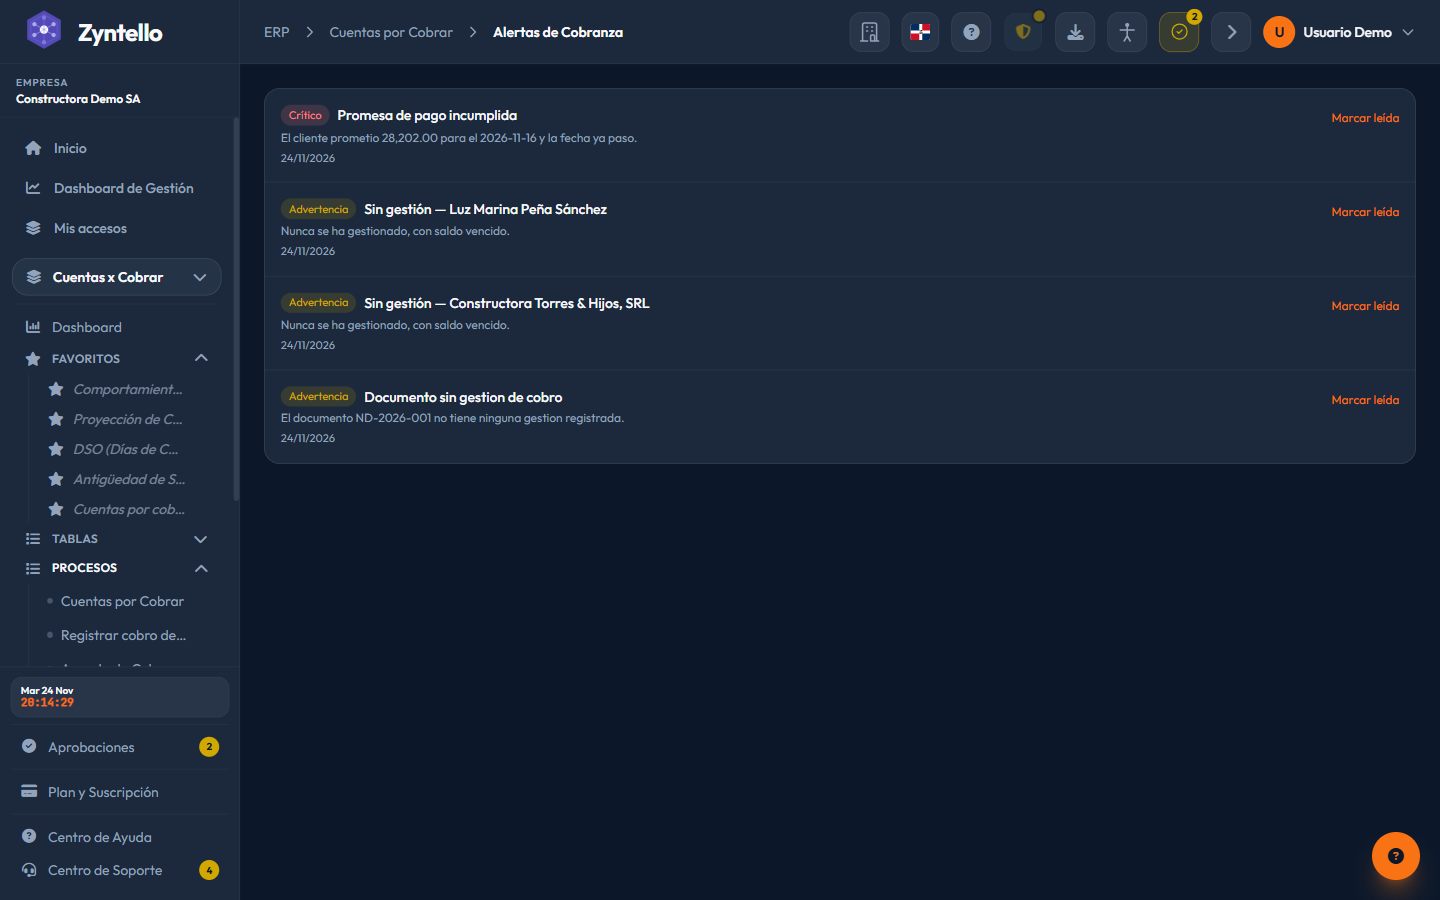 Zyntello
ERP > Cuentas por Cobrar > Alertas de Cobranza
2
U
Usuario Demo
EMPRESA
Constructora Demo SA
Inicio
Dashboard de Gestión
Mis accesos
Cuentas x Cobrar
Dashboard
FAVORITOS
Comportamient...
Proyección de C...
DSO (Días de C...
Antigüedad de S...
Cuentas por cob...
TABLAS
PROCESOS
Cuentas por Cobrar
Registrar cobro de...
Mar 24 Nov
20:14:29
Aprobaciones 2
Plan y Suscripción
Centro de Ayuda
Centro de Soporte 4
Crítico Promesa de pago incumplida
Marcar leída
El cliente prometio 28,202.00 para el 2026-11-16 y la fecha ya paso.
24/11/2026
Advertencia Sin gestión — Luz Marina Peña Sánchez
Marcar leída
Nunca se ha gestionado, con saldo vencido.
24/11/2026
Advertencia Sin gestión — Constructora Torres & Hijos, SRL
Marcar leída
Nunca se ha gestionado, con saldo vencido.
24/11/2026
Advertencia Documento sin gestion de cobro
Marcar leída
El documento ND-2026-001 no tiene ninguna gestion registrada.
24/11/2026